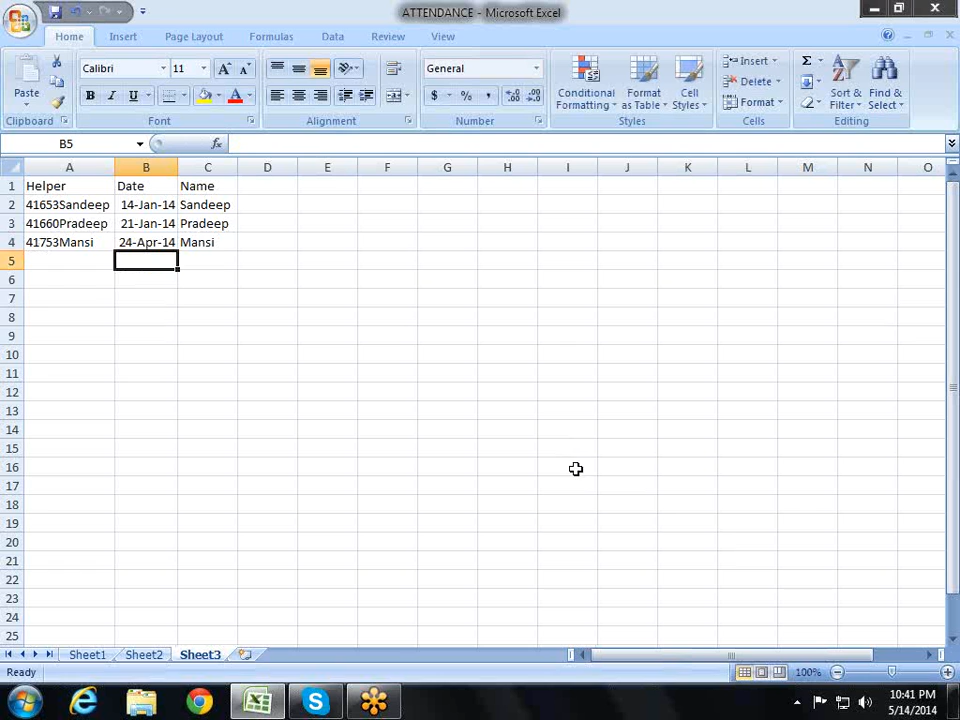 ATTENDANCE - Microsoft Excel
Home Insert Page Layout Formulas Data Review View
Paste
Calibri 11
B I U
General
$ % ,
Conditional Formatting
Format as Table
Cell Styles
Insert
Delete
Format
Sort & Filter
Find & Select
Clipboard Font Alignment Number Styles Cells Editing
B5 fx
A B C D E F G H I J K L M N O
1 Helper Date Name
2 41653Sandeep 14-Jan-14 Sandeep
3 41660Pradeep 21-Jan-14 Pradeep
4 41753Mansi 24-Apr-14 Mansi
5
6
7
8
9
10
11
12
13
14
15
16
17
18
19
20
21
22
23
24
25
Sheet1 Sheet2 Sheet3
Ready 100%
10:41 PM
5/14/2014